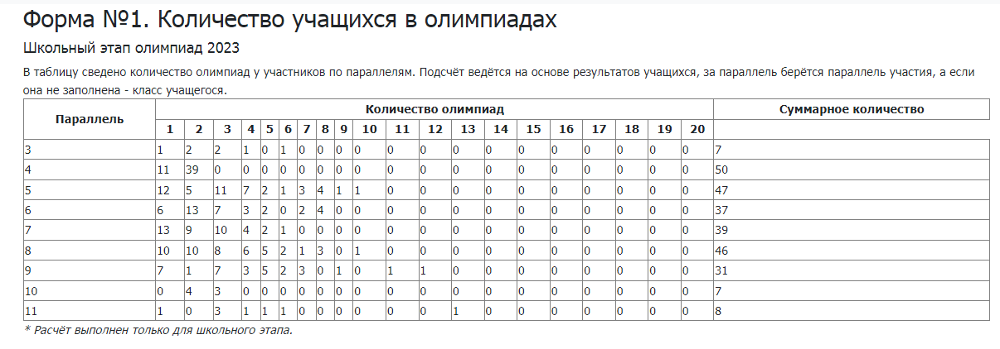 Форма №1. Количество учащихся в олимпиадах
Школьный этап олимпиад 2023
В таблицу сведено количество олимпиад у участников по параллелям. Подсчёт ведётся на основе результатов учащихся, за параллель берётся параллель участия, а если
она не заполнена - класс учащегося.
Параллель Количество олимпиад Суммарное количество
1 2 3 4 5 6 7 8 9 10 11 12 13 14 15 16 17 18 19 20
3 1 2 2 1 0 1 0 0 0 0 0 0 0 0 0 0 0 0 0 0 7
4 11 39 0 0 0 0 0 0 0 0 0 0 0 0 0 0 0 0 0 0 50
5 12 5 11 7 2 1 3 4 1 1 0 0 0 0 0 0 0 0 0 0 47
6 6 13 7 3 2 0 2 4 0 0 0 0 0 0 0 0 0 0 0 0 37
7 13 9 10 4 2 1 0 0 0 0 0 0 0 0 0 0 0 0 0 0 39
8 10 10 8 6 5 2 1 3 0 1 0 0 0 0 0 0 0 0 0 0 46
9 7 1 7 3 5 2 3 0 1 0 1 1 0 0 0 0 0 0 0 0 31
10 0 4 3 0 0 0 0 0 0 0 0 0 0 0 0 0 0 0 0 0 7
11 1 0 3 1 1 1 0 0 0 0 0 0 1 0 0 0 0 0 0 0 8
* Расчёт выполнен только для школьного этапа.